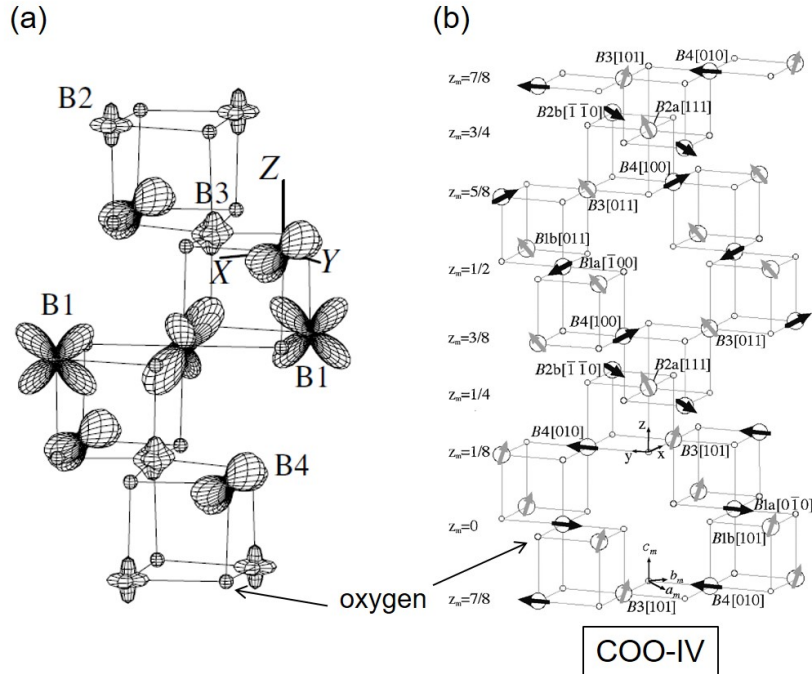 (a)
B2
B3
Z
X
Y
B1
B1
B4
oxygen
(b)
z_m=7/8
B3[101]
B4[010]
z_m=3/4
B2b[1̅ 1̅0]
B2a[111]
B4[100]
z_m=5/8
B3[011]
B1b[011]
z_m=1/2
B1a[1̅00]
z_m=3/8
B4[100]
B3[011]
B2b[1̅ 1̅0]
B2a[111]
z_m=1/4
z
B4[010]
z_m=1/8
y
x
B3[101]
B1a[01̅0]
z_m=0
B1b[101]
c_m
b_m
a_m
z_m=7/8
B3[101]
B4[010]
COO-IV